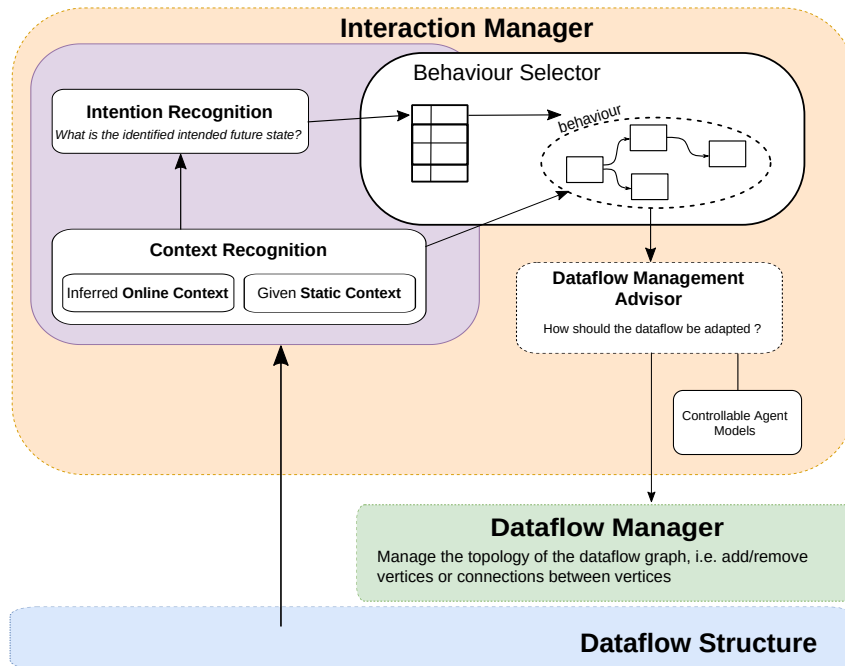 Interaction Manager
Behaviour Selector
Intention Recognition
What is the identified intended future state?
behaviour
Context Recognition
Inferred Online Context
Given Static Context
Dataflow Management
Advisor
How should the dataflow be adapted ?
Controllable Agent
Models
Dataflow Manager
Manage the topology of the dataflow graph, i.e. add/remove
vertices or connections between vertices
Dataflow Structure